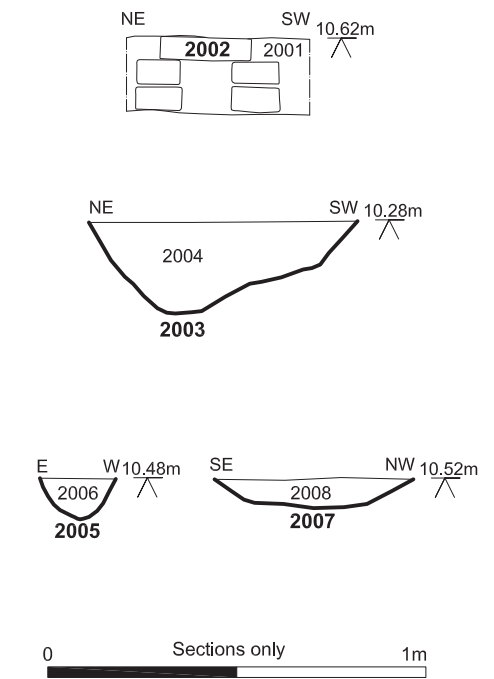 NE SW 10.62m
2002 2001
NE SW 10.28m
2004
2003
E W 10.48m SE NW 10.52m
2006 2008
2005 2007
0 Sections only 1m